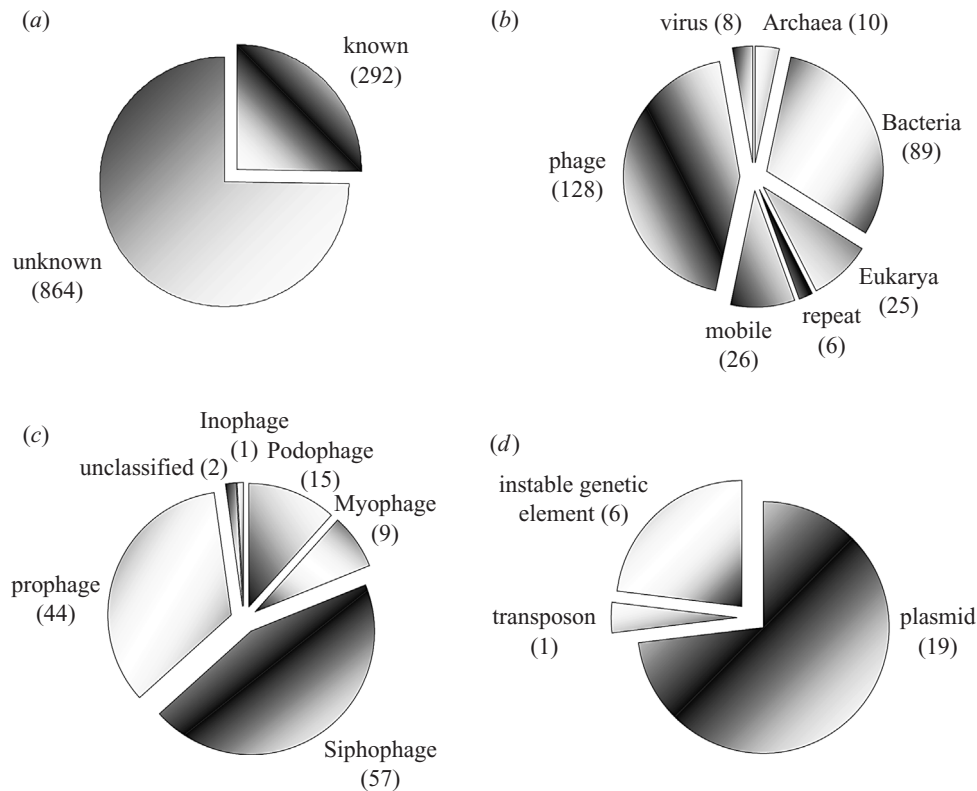 (a)
known
(292)
unknown
(864)
(b)
virus (8) Archaea (10)
Bacteria
(89)
phage
(128)
Eukarya
(25)
repeat
(6)
mobile
(26)
(c)
Inophage
(1)
Podophage
(15)
unclassified (2)
Myophage
(9)
prophage
(44)
Siphophage
(57)
(d)
instable genetic
element (6)
transposon
(1)
plasmid
(19)